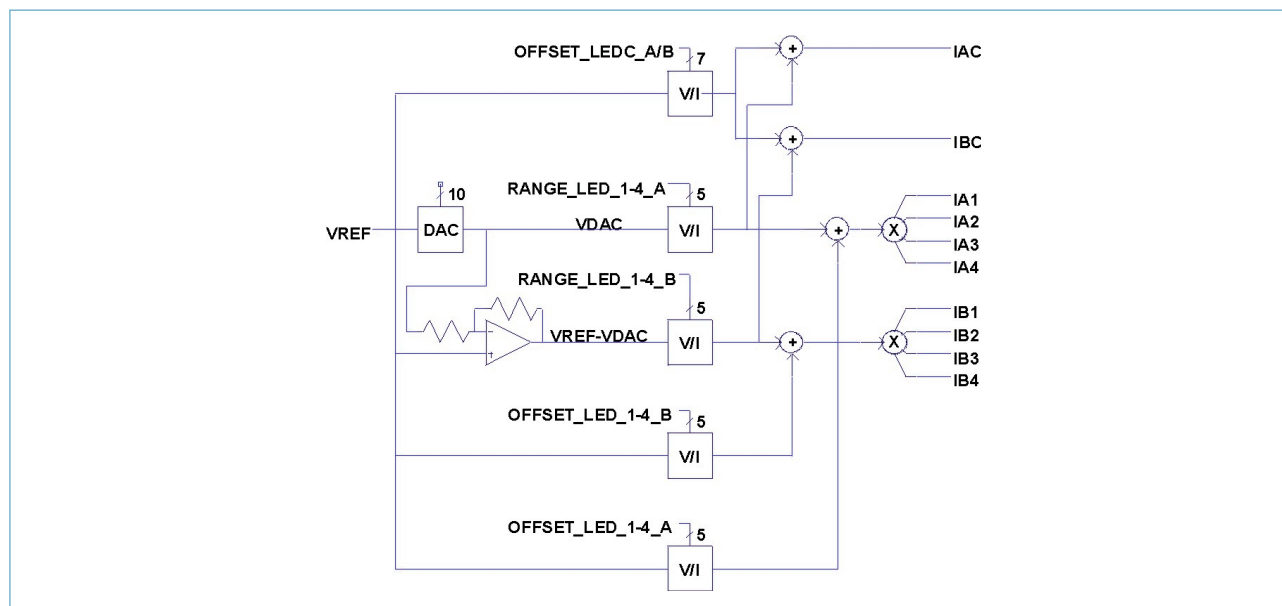 OFFSET_LEDC_A/B
7
V/I
+
IAC
+
IBC
RANGE_LED_1-4_A
5
V/I
10
DAC
VREF
VDAC
+
X
IA1
IA2
IA3
IA4
RANGE_LED_1-4_B
5
V/I
-
+
VREF-VDAC
+
X
IB1
IB2
IB3
IB4
OFFSET_LED_1-4_B
5
V/I
OFFSET_LED_1-4_A
5
V/I